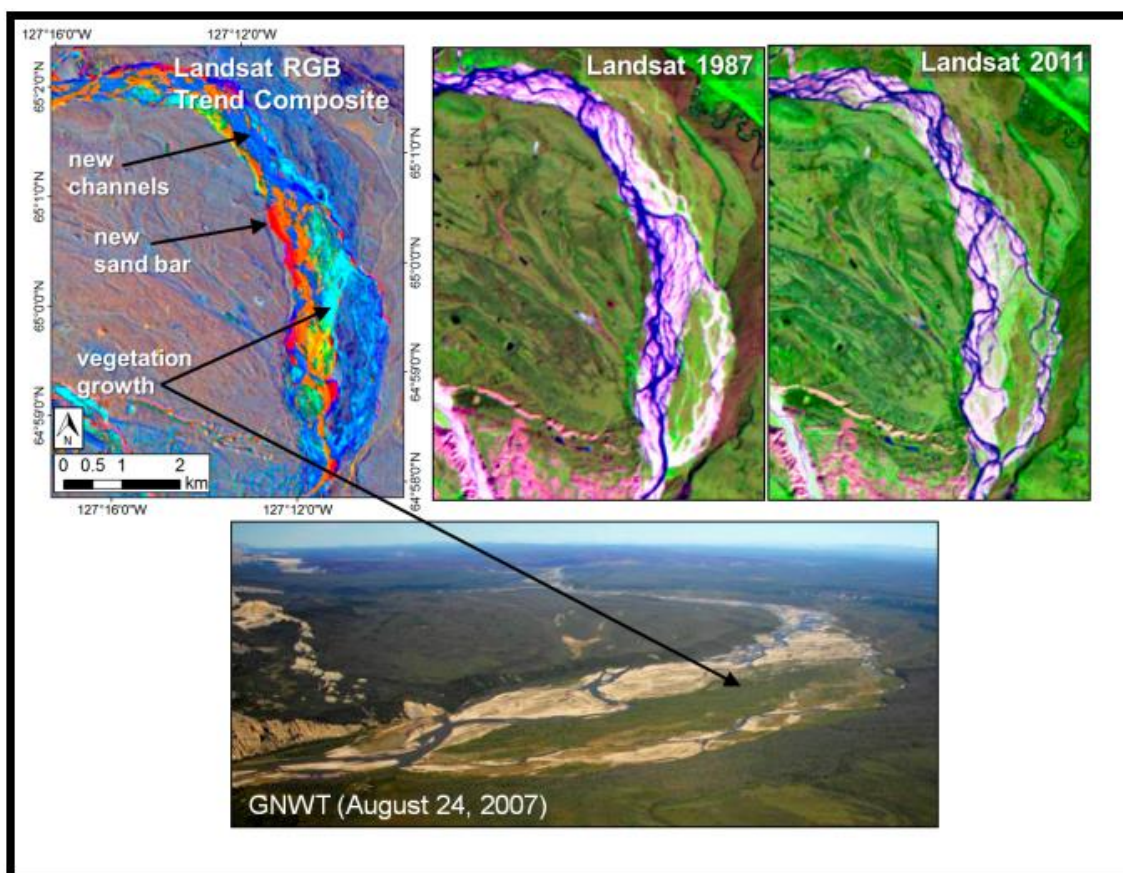 127°16'0"W
127°12'0"W
Landsat RGB
Trend Composite
Landsat 1987
Landsat 2011
65°2'0"N
65°1'0"N
new
channels
65°1'0"N
new
sand bar
65°0'0"N
65°0'0"N
vegetation
growth
64°59'0"N
64°59'0"N
N
0 0.5 1 2
km
64°58'0"N
127°16'0"W
127°12'0"W
GNWT (August 24, 2007)